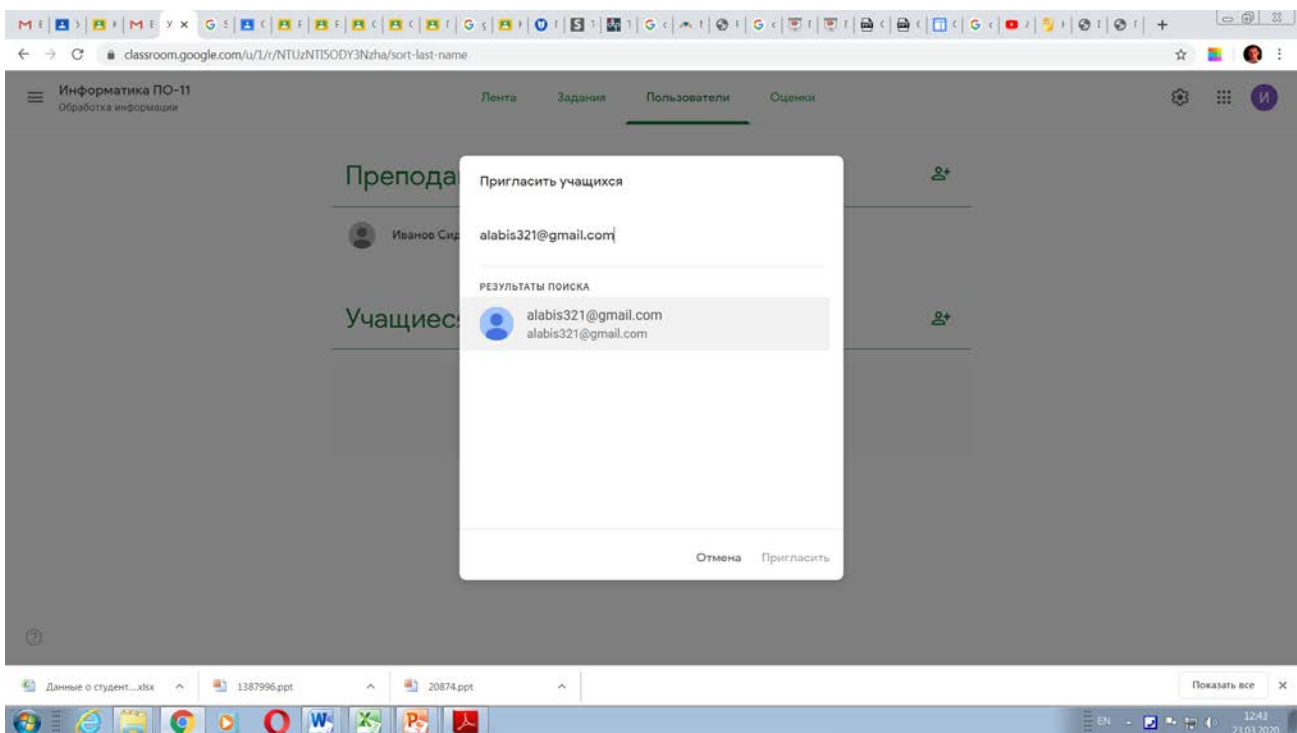 classroom.google.com/u/1/r/NTUzNTI5ODY3Nzha/sort-last-name
Информатика ПО-11
Обработка информации
Лента Задания Пользователи Оценки
И
Препода
Иванов Сид
Учащиес
Пригласить учащихся
alabis321@gmail.com
РЕЗУЛЬТАТЫ ПОИСКА
alabis321@gmail.com
alabis321@gmail.com
Отмена Пригласить
Данные о студент....xlsx
1387996.ppt
20874.ppt
Показать все
EN
12:43
23.03.2020